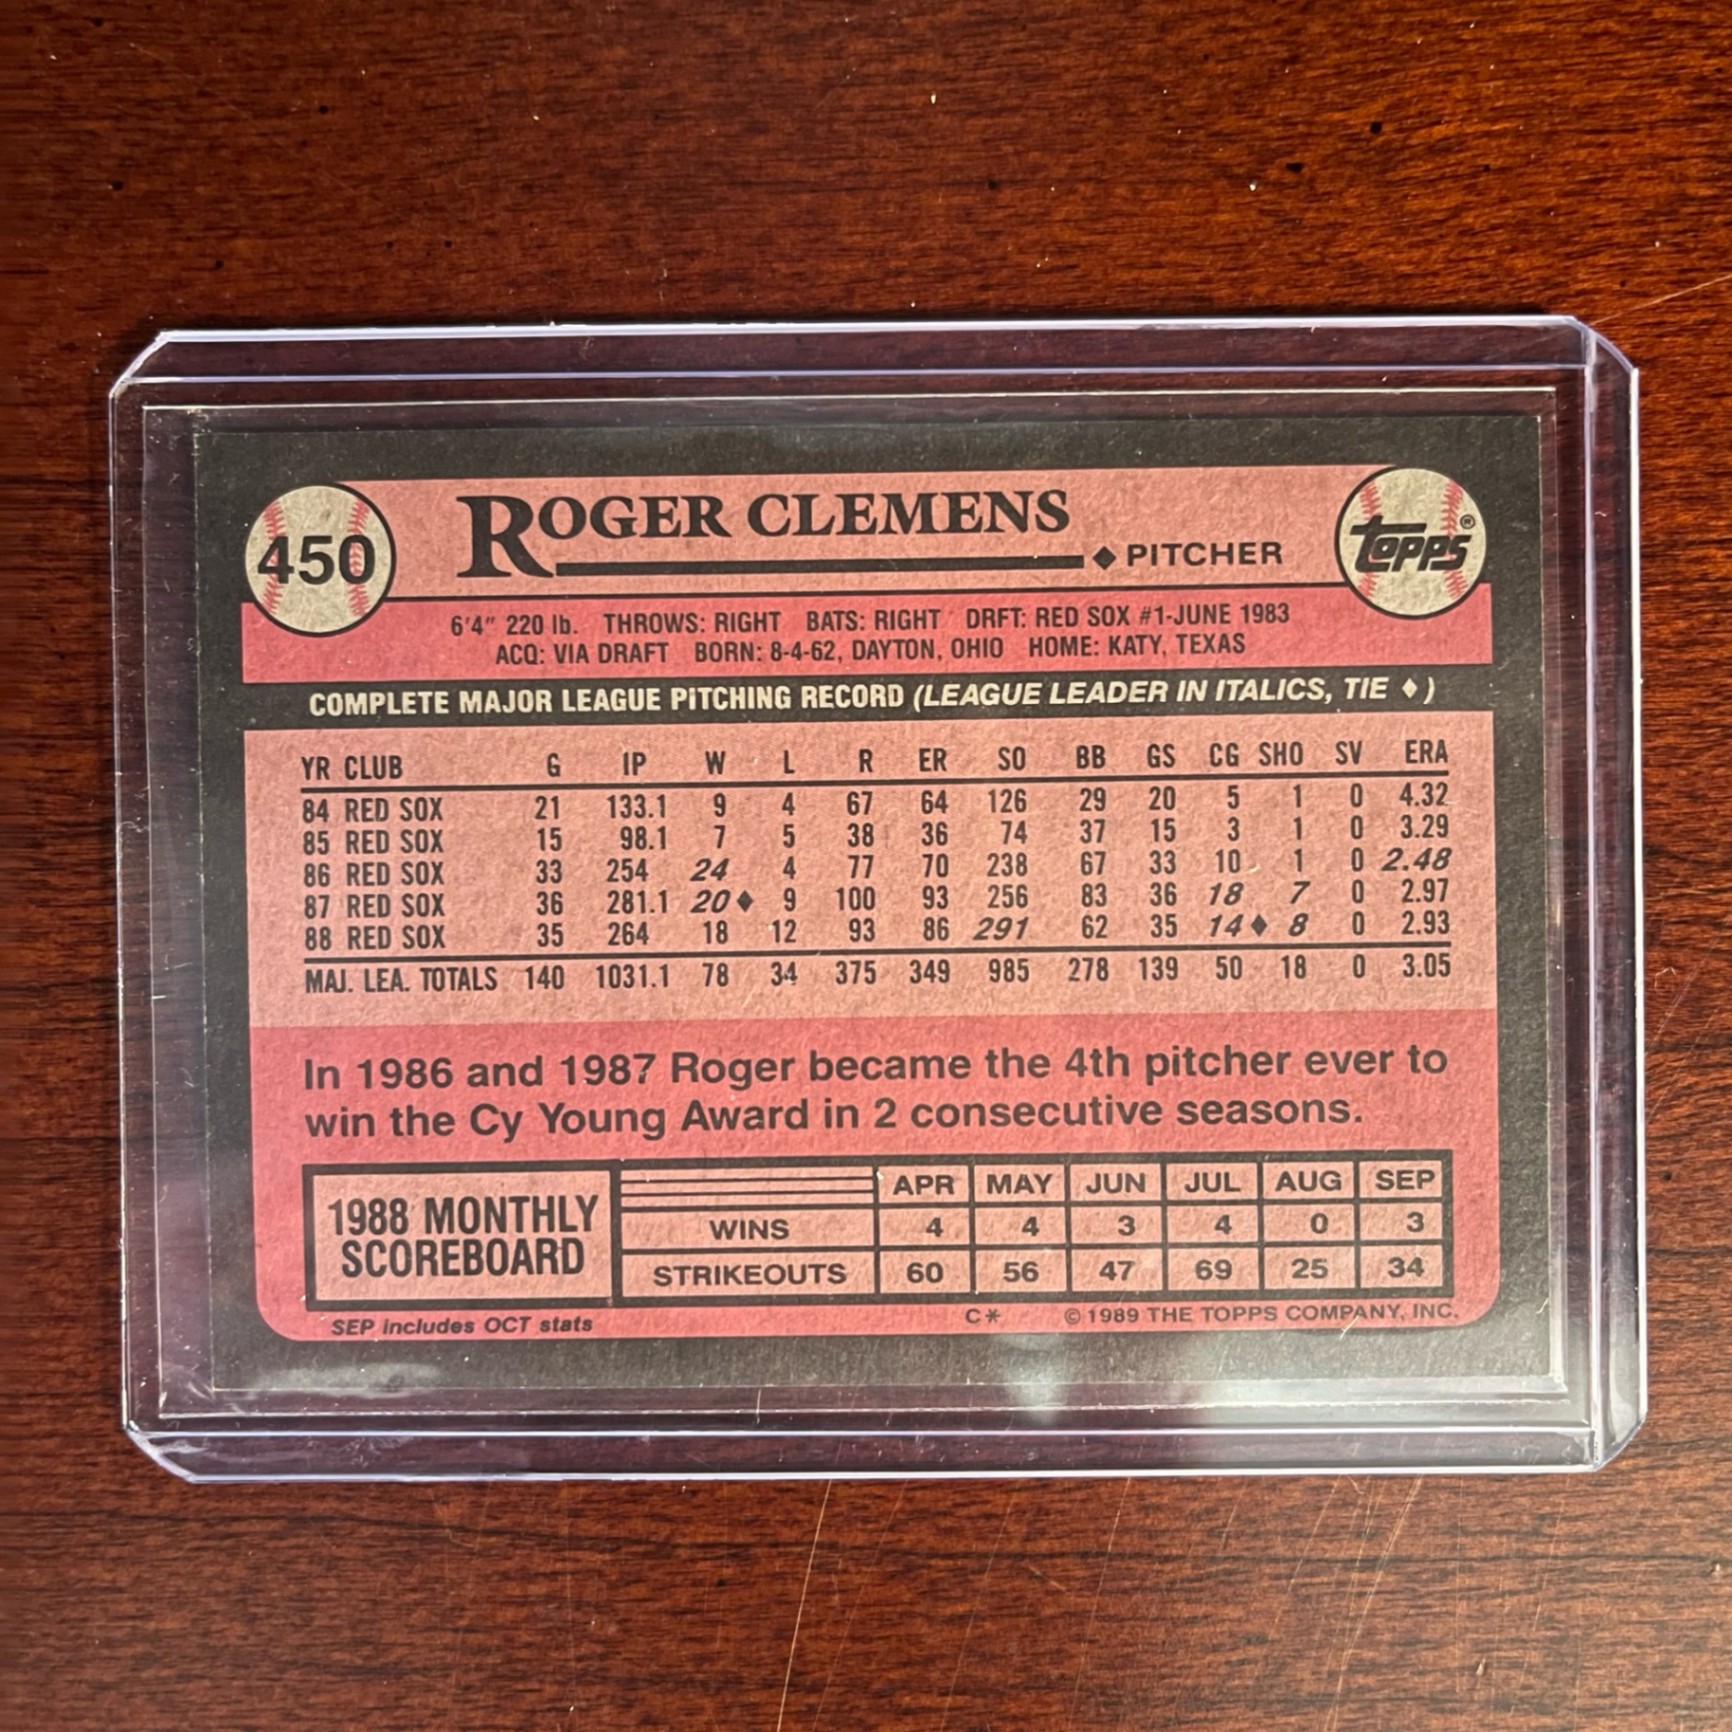 450
ROGER CLEMENS
◆ PITCHER
TOPPS®
6'4" 220 lb. THROWS: RIGHT BATS: RIGHT DRFT: RED SOX #1-JUNE 1983
ACQ: VIA DRAFT BORN: 8-4-62, DAYTON, OHIO HOME: KATY, TEXAS
COMPLETE MAJOR LEAGUE PITCHING RECORD (LEAGUE LEADER IN ITALICS, TIE ♦)
YR CLUB G IP W L R ER SO BB GS CG SHO SV ERA
84 RED SOX 21 133.1 9 4 67 64 126 29 20 5 1 0 4.32
85 RED SOX 15 98.1 7 5 38 36 74 37 15 3 1 0 3.29
86 RED SOX 33 254 24 4 77 70 238 67 33 10 1 0 2.48
87 RED SOX 36 281.1 20♦ 9 100 93 256 83 36 18 7 0 2.97
88 RED SOX 35 264 18 12 93 86 291 62 35 14♦ 8 0 2.93
MAJ. LEA. TOTALS 140 1031.1 78 34 375 349 985 278 139 50 18 0 3.05
In 1986 and 1987 Roger became the 4th pitcher ever to
win the Cy Young Award in 2 consecutive seasons.
1988 MONTHLY
SCOREBOARD
APR MAY JUN JUL AUG SEP
WINS 4 4 3 4 0 3
STRIKEOUTS 60 56 47 69 25 34
SEP includes OCT stats
C* © 1989 THE TOPPS COMPANY, INC.